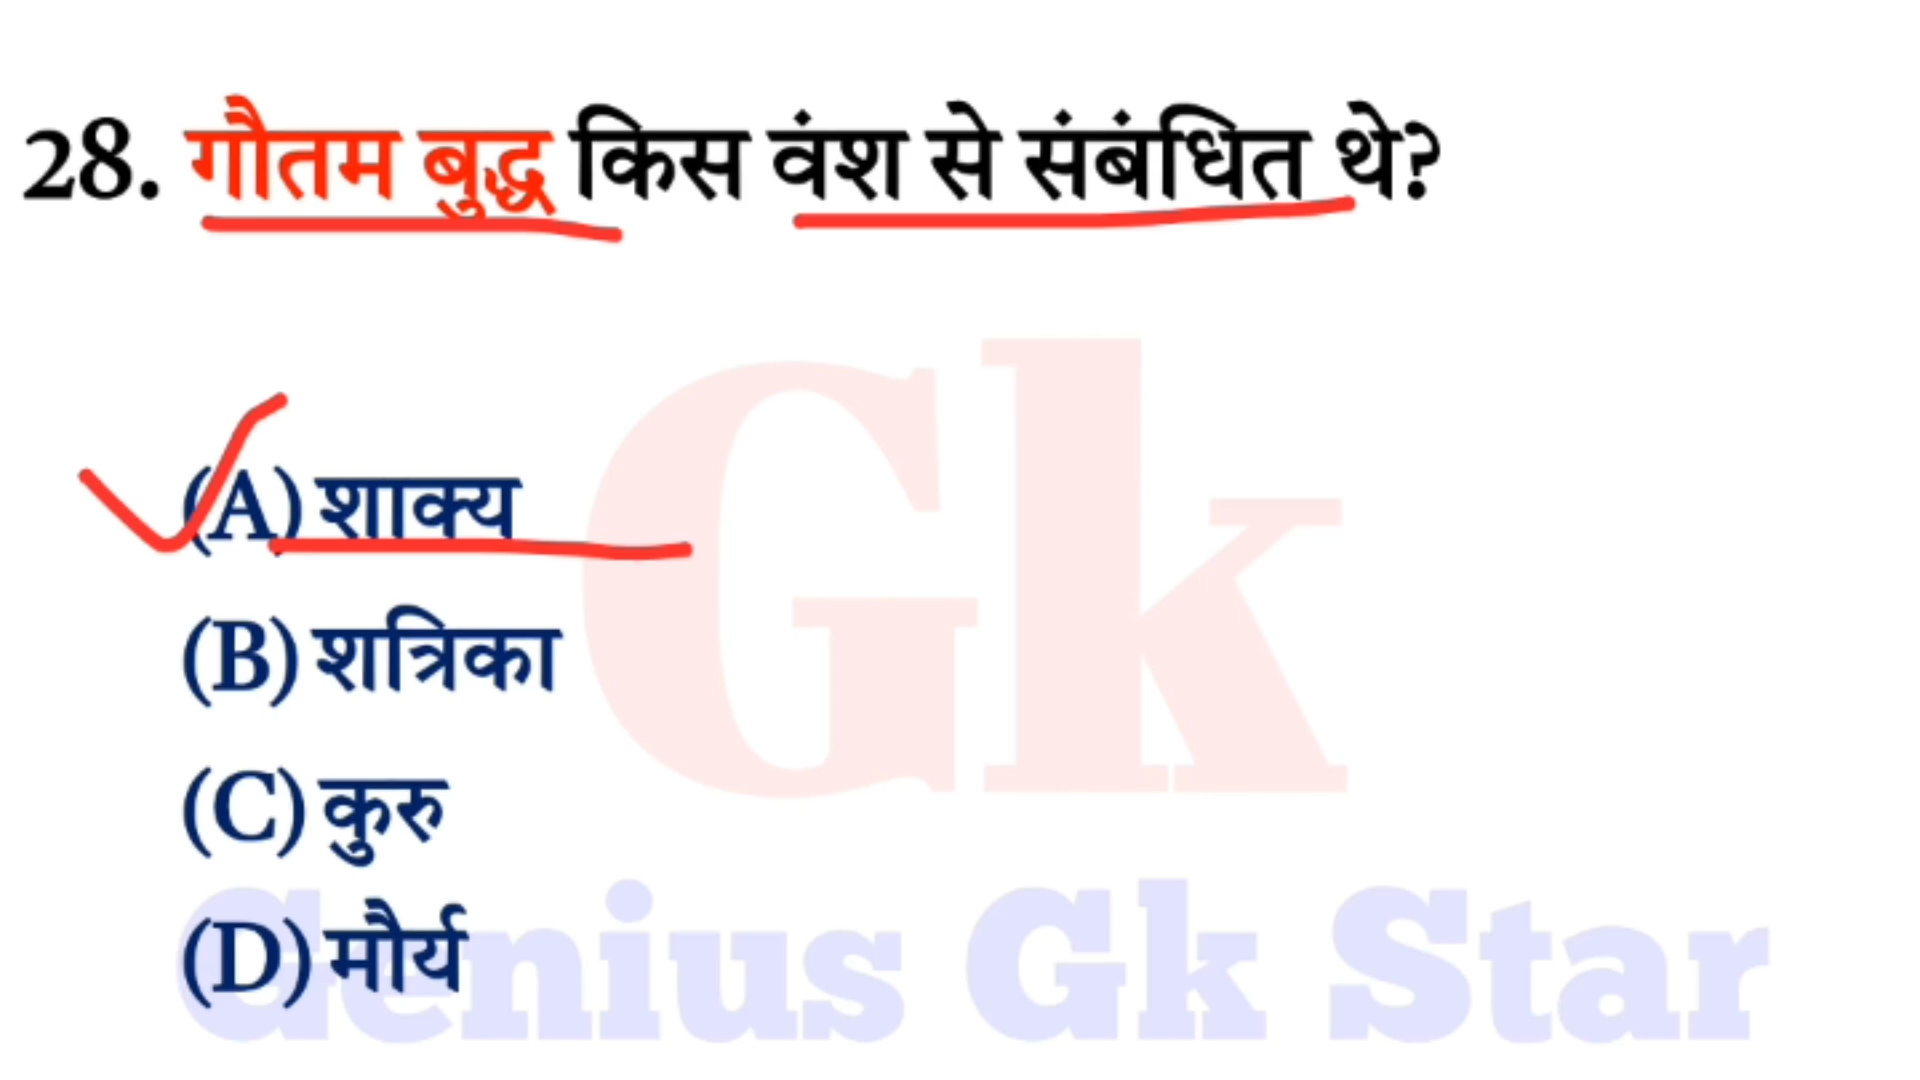 28. गौतम बुद्ध किस वंश से संबंधित थे?
Gk
(A) शाक्य
(B) शत्रिका
(C) कुरु
(D) मौर्य
Genius Gk Star